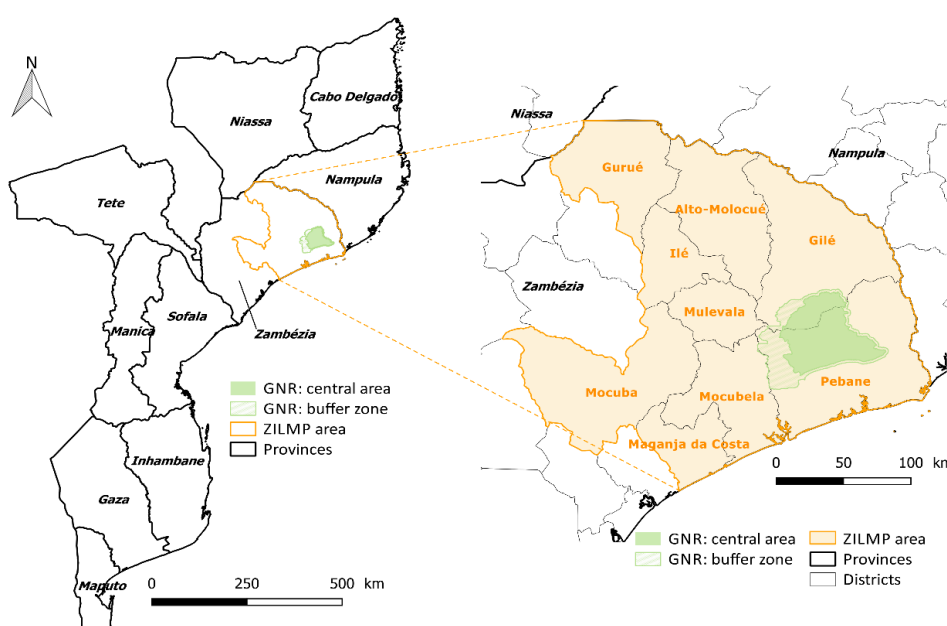 N
Cabo Delgado
Niassa
Nampula
Tete
Zambézia
Sofala
Manica
Inhambane
Gaza
Maputo
GNR: central area
GNR: buffer zone
ZILMP area
Provinces
0 250 500 km
Niassa
Nampula
Gurué
Alto-Molocué
Gilé
Ilé
Zambézia
Mulevala
Mocuba
Mocubela
Pebane
Maganja da Costa
0 50 100 km
GNR: central area
GNR: buffer zone
ZILMP area
Provinces
Districts